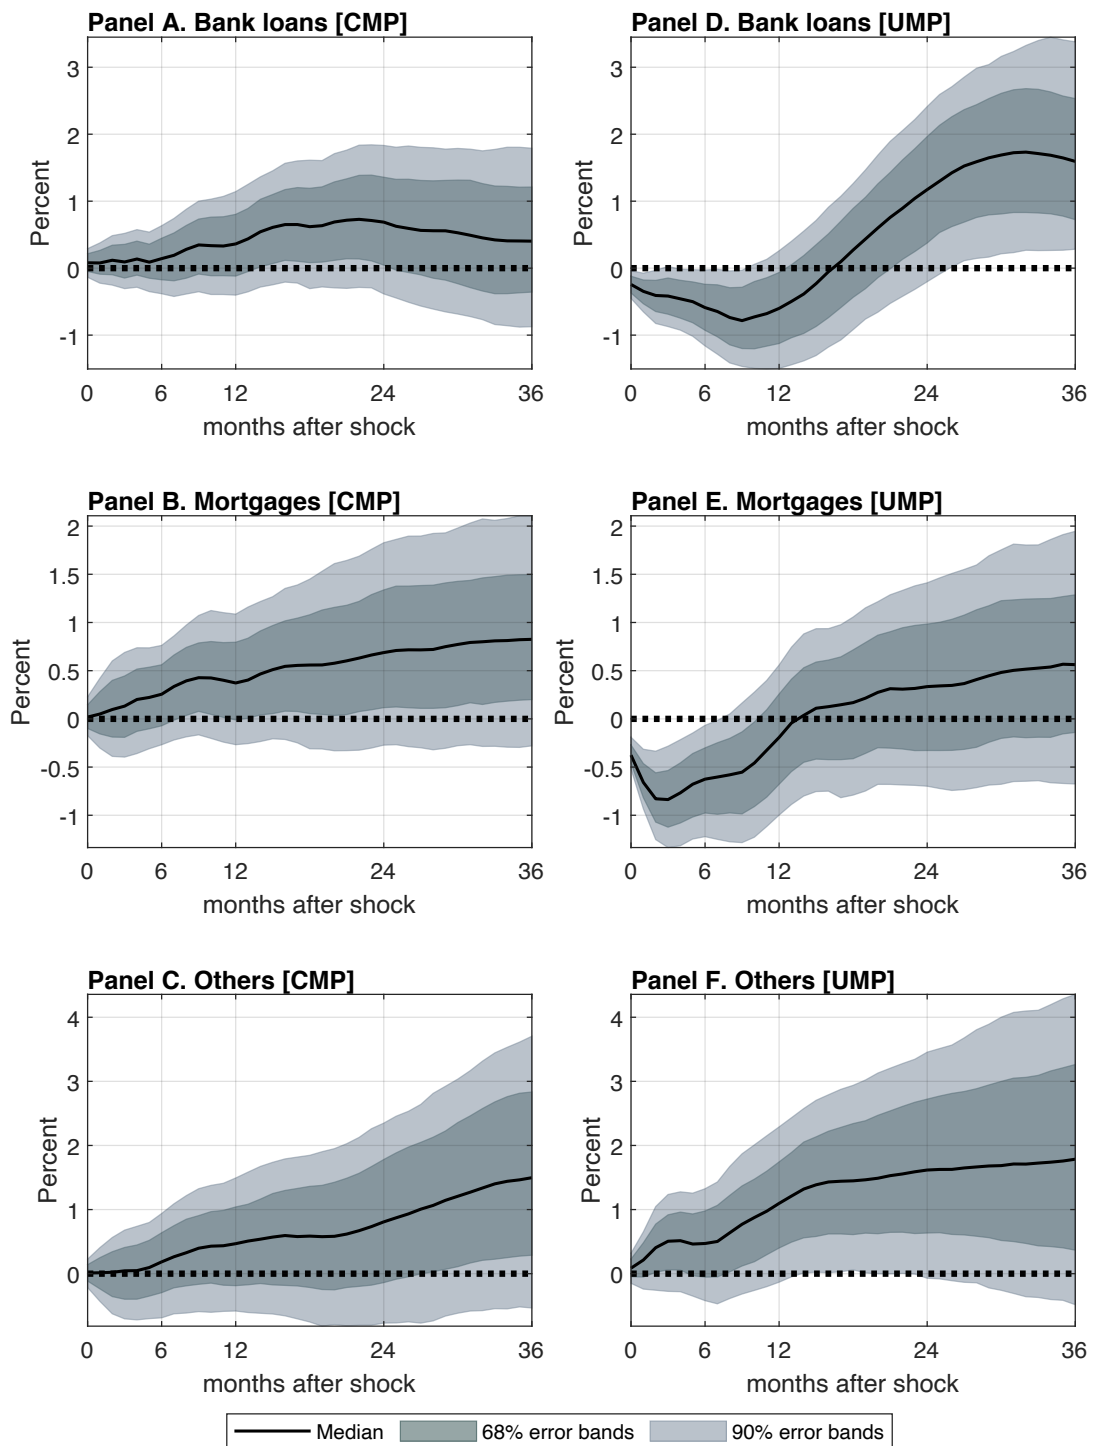 Panel A. Bank loans [CMP]
3
2
1
0
-1
Percent
0 6 12 24 36
months after shock
Panel D. Bank loans [UMP]
3
2
1
0
-1
Percent
0 6 12 24 36
months after shock
Panel B. Mortgages [CMP]
2
1.5
1
0.5
0
-0.5
-1
Percent
0 6 12 24 36
months after shock
Panel E. Mortgages [UMP]
2
1.5
1
0.5
0
-0.5
-1
Percent
0 6 12 24 36
months after shock
Panel C. Others [CMP]
4
3
2
1
0
Percent
0 6 12 24 36
months after shock
Panel F. Others [UMP]
4
3
2
1
0
Percent
0 6 12 24 36
months after shock
Median 68% error bands 90% error bands